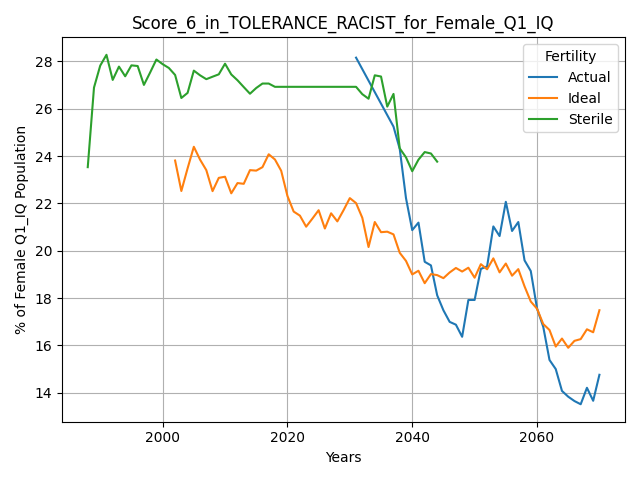 Score_6_in_TOLERANCE_RACIST_for_Female_Q1_IQ
Fertility
Actual
Ideal
Sterile
% of Female Q1_IQ Population
28
26
24
22
20
18
16
14
2000
2020
2040
2060
Years